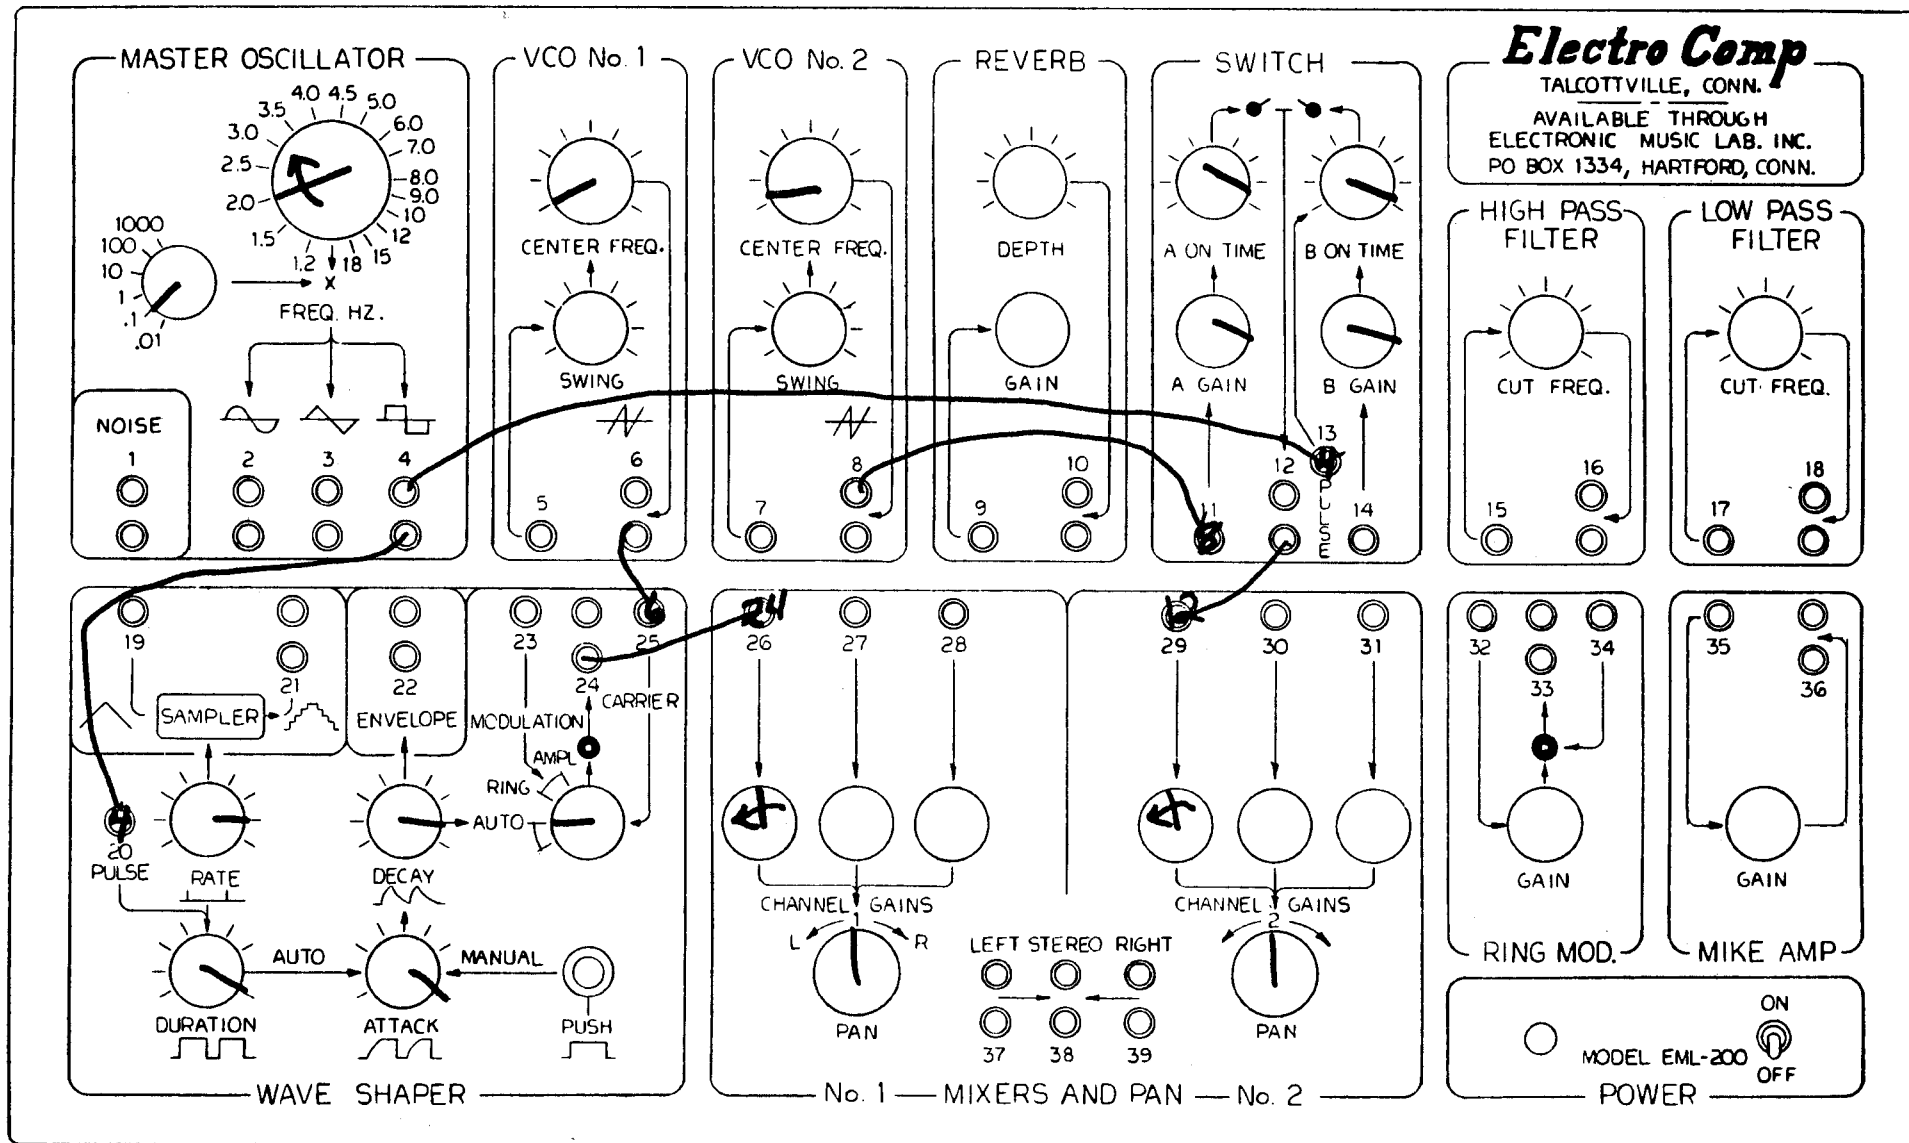 Electro Comp
TALCOTTVILLE, CONN.
AVAILABLE THROUGH
ELECTRONIC MUSIC LAB. INC.
PO BOX 1334, HARTFORD, CONN.
MASTER OSCILLATOR
4.0 4.5 5.0
3.5 6.0
3.0 7.0
2.5 8.0
2.0 9.0
1.5 10
12
1.2 18 15
1000
100
10
1
.1
.01
X
FREQ. HZ.
NOISE
1 2 3 4
VCO No. 1
CENTER FREQ.
SWING
5 6
VCO No. 2
CENTER FREQ.
SWING
7 8
REVERB
DEPTH
GAIN
9 10
SWITCH
A ON TIME B ON TIME
A GAIN B GAIN
11 12 13 14
4
8
PULSE
HIGH PASS
FILTER
CUT FREQ.
15 16
LOW PASS
FILTER
CUT FREQ.
17 18
19 21 22 23 24 25
6
SAMPLER
ENVELOPE
MODULATION
CARRIER
AMPL
RING
AUTO
4
20
PULSE
RATE
DECAY
AUTO
MANUAL
DURATION
ATTACK
PUSH
WAVE SHAPER
24
26 27 28
12
29 30 31
CHANNEL GAINS
1
L R
PAN
CHANNEL GAINS
2
PAN
LEFT STEREO RIGHT
37 38 39
No. 1 MIXERS AND PAN No. 2
32 33 34
GAIN
RING MOD.
35 36
GAIN
MIKE AMP
ON
MODEL EML-200
OFF
POWER